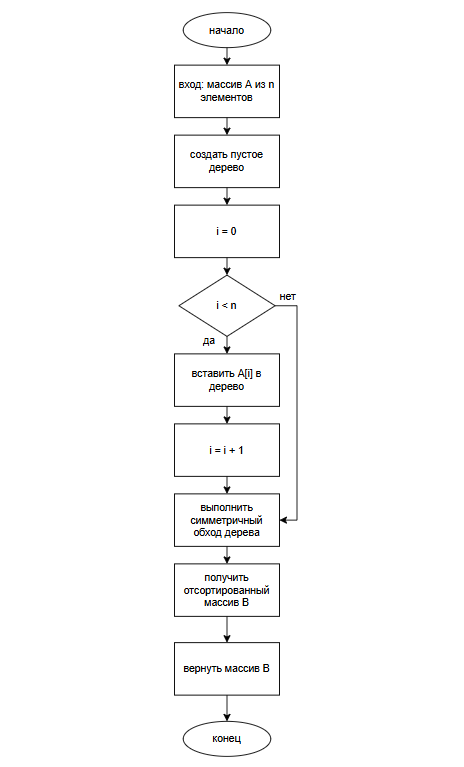 начало
вход: массив A из n
элементов
создать пустое
дерево
i = 0
i < n
нет
да
вставить A[i] в
дерево
i = i + 1
выполнить
симметричный
обход дерева
получить
отсортированный
массив B
вернуть массив B
конец